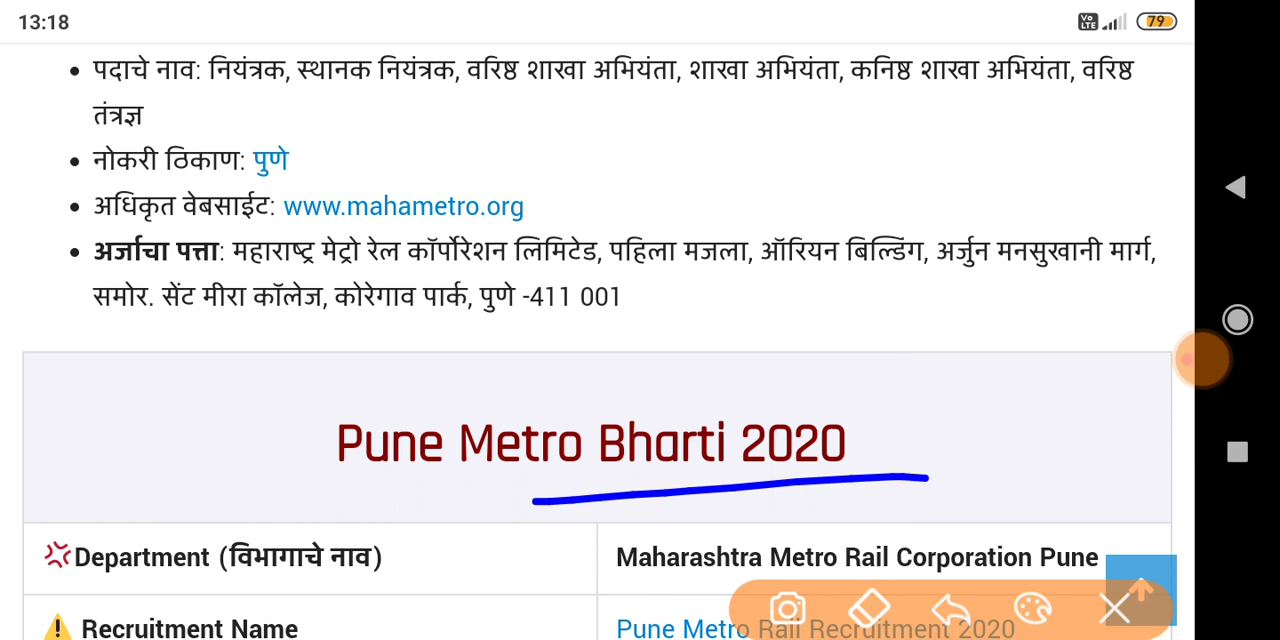 13:18
Vo LTE
79
पदाचे नाव: नियंत्रक, स्थानक नियंत्रक, वरिष्ठ शाखा अभियंता, शाखा अभियंता, कनिष्ठ शाखा अभियंता, वरिष्ठ
तंत्रज्ञ
नोकरी ठिकाण: पुणे
अधिकृत वेबसाईट: www.mahametro.org
अर्जाचा पत्ता: महाराष्ट्र मेट्रो रेल कॉर्पोरेशन लिमिटेड, पहिला मजला, ऑरियन बिल्डिंग, अर्जुन मनसुखानी मार्ग,
समोर. सेंट मीरा कॉलेज, कोरेगाव पार्क, पुणे -411 001
Pune Metro Bharti 2020
Department (विभागाचे नाव)
Maharashtra Metro Rail Corporation Pune
Recruitment Name
Pune Metro Rail Recruitment 2020